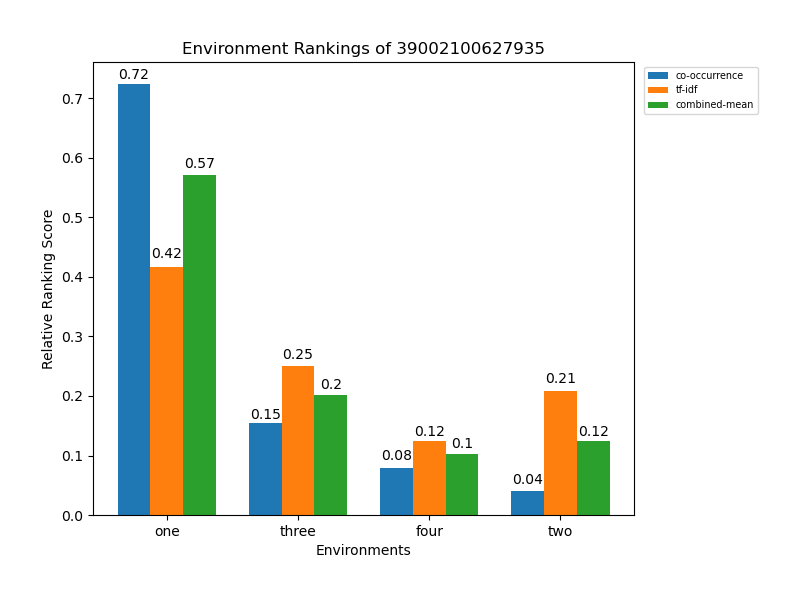 Environment Rankings of 39002100627935
co-occurrence
tf-idf
combined-mean
Relative Ranking Score
0.7
0.6
0.5
0.4
0.3
0.2
0.1
0.0
0.72
0.42
0.57
0.15
0.25
0.2
0.08
0.12
0.1
0.04
0.21
0.12
one three four two
Environments